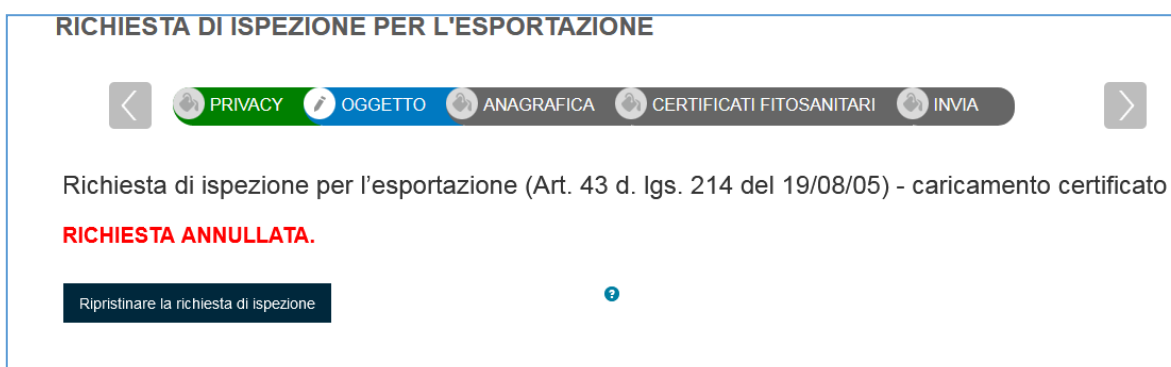 RICHIESTA DI ISPEZIONE PER L'ESPORTAZIONE
PRIVACY OGGETTO ANAGRAFICA CERTIFICATI FITOSANITARI INVIA
Richiesta di ispezione per l’esportazione (Art. 43 d. lgs. 214 del 19/08/05) - caricamento certificato
RICHIESTA ANNULLATA.
Ripristinare la richiesta di ispezione ?